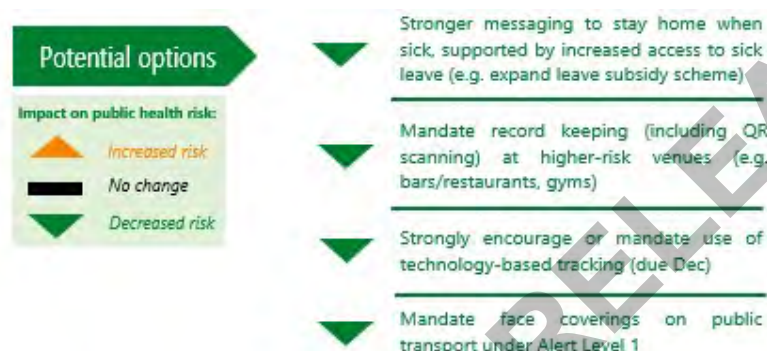 Potential options
Impact on public health risk:
Increased risk
No change
Decreased risk
Stronger messaging to stay home when
sick, supported by increased access to sick
leave (e.g. expand leave subsidy scheme)
Mandate record keeping (including QR
scanning) at higher-risk venues (e.g.
bars/restaurants, gyms)
Strongly encourage or mandate use of
technology-based tracking (due Dec)
Mandate face coverings on public
transport under Alert Level 1